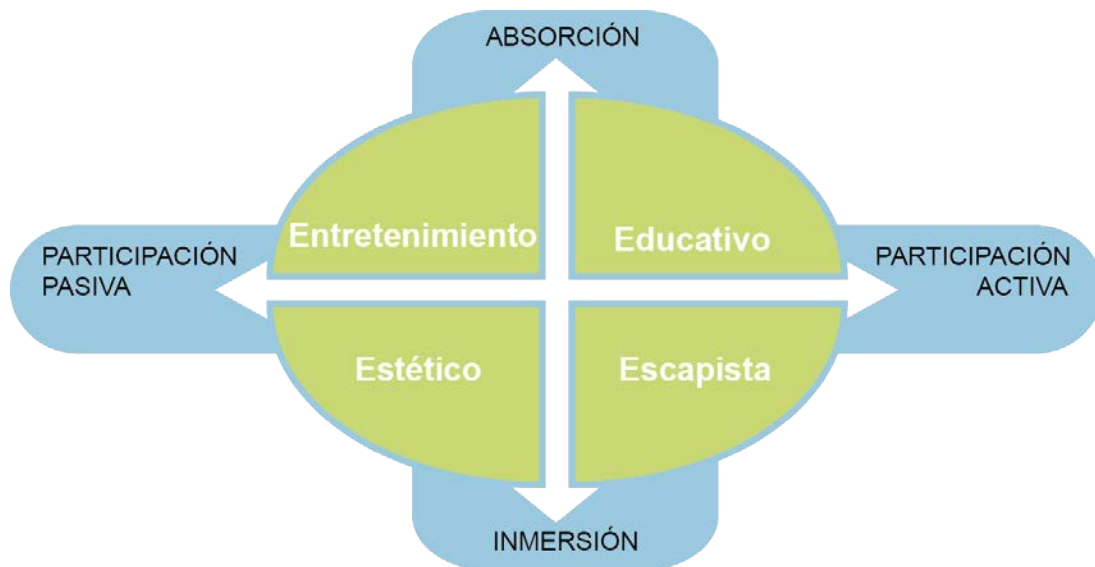 ABSORCIÓN
Entretenimiento
Educativo
PARTICIPACIÓN
PASIVA
PARTICIPACIÓN
ACTIVA
Estético
Escapista
INMERSIÓN